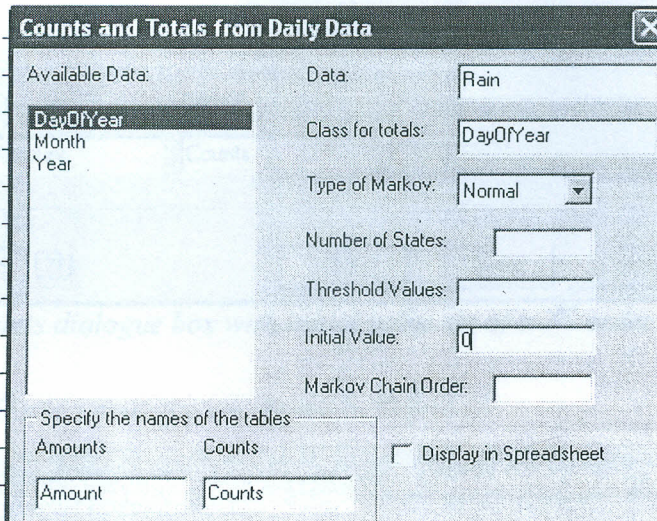 Counts and Totals from Daily Data
Available Data:
DayOfYear
Month
Year
Data: Rain
Class for totals: DayOfYear
Type of Markov: Normal
Number of States:
Threshold Values:
Initial Value: 0
Markov Chain Order:
Specify the names of the tables
Amounts Counts
Amount Counts
Display in Spreadsheet